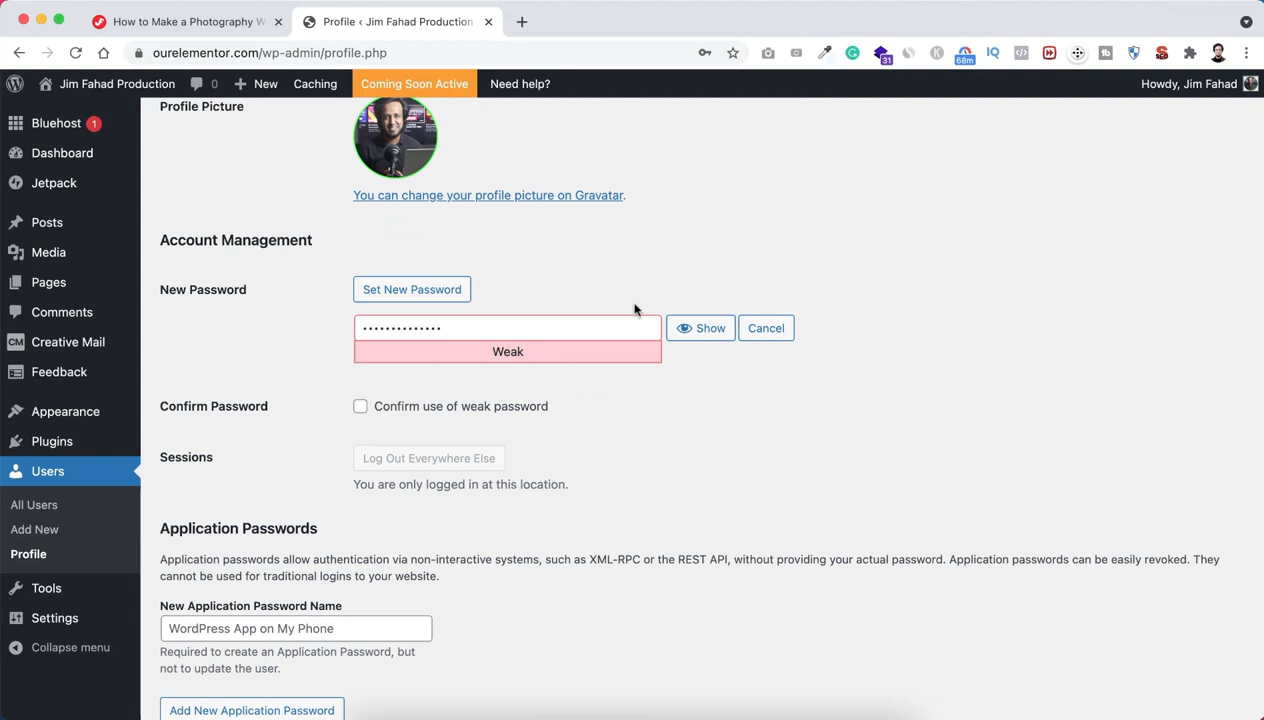 How to Make a Photography W
Profile ‹ Jim Fahad Production
ourelementor.com/wp-admin/profile.php
31
68m
IQ
Jim Fahad Production
0
New
Caching
Coming Soon Active
Need help?
Howdy, Jim Fahad
Bluehost 1
Dashboard
Jetpack
Posts
Media
Pages
Comments
CM Creative Mail
Feedback
Appearance
Plugins
Users
All Users
Add New
Profile
Tools
Settings
Collapse menu
Profile Picture
You can change your profile picture on Gravatar.
Account Management
New Password
Set New Password
••••••••••••••
Show
Cancel
Weak
Confirm Password
Confirm use of weak password
Sessions
Log Out Everywhere Else
You are only logged in at this location.
Application Passwords
Application passwords allow authentication via non-interactive systems, such as XML-RPC or the REST API, without providing your actual password. Application passwords can be easily revoked. They
cannot be used for traditional logins to your website.
New Application Password Name
WordPress App on My Phone
Required to create an Application Password, but
not to update the user.
Add New Application Password